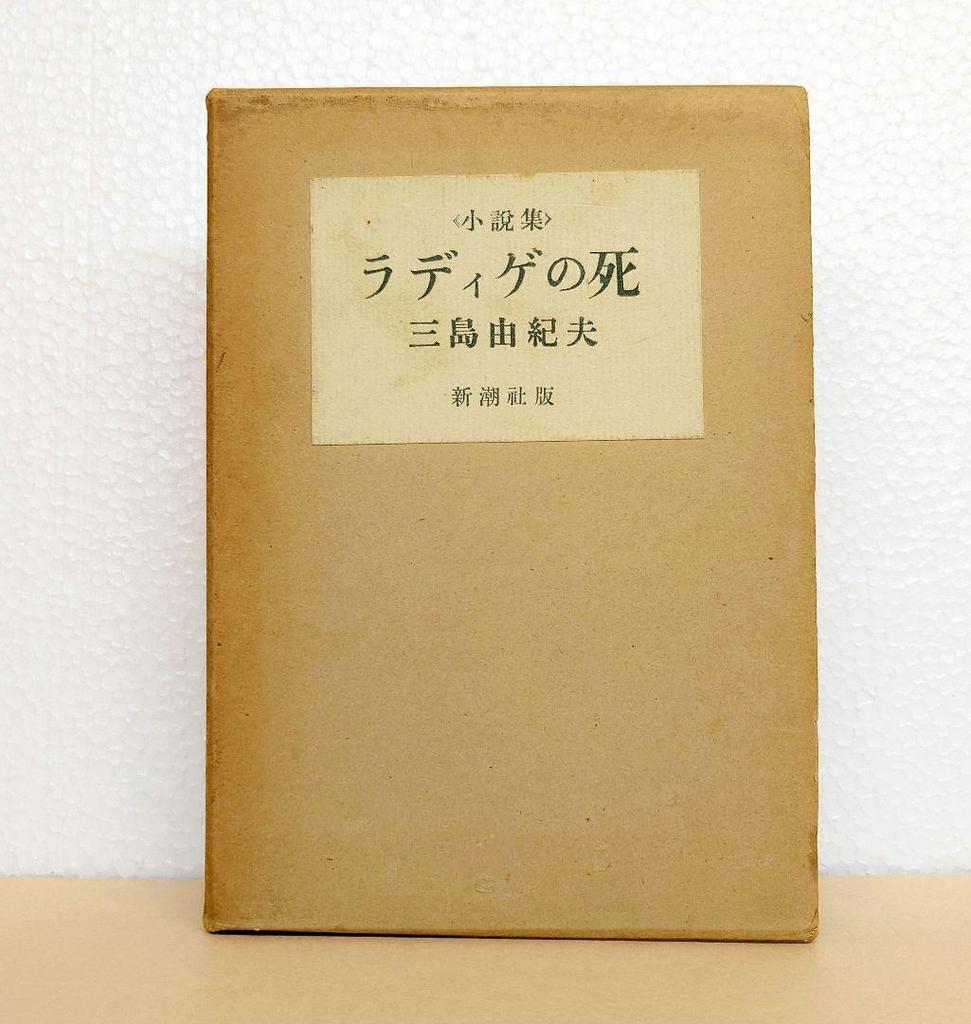 《小説集》
ラディゲの死
三島由紀夫
新潮社版